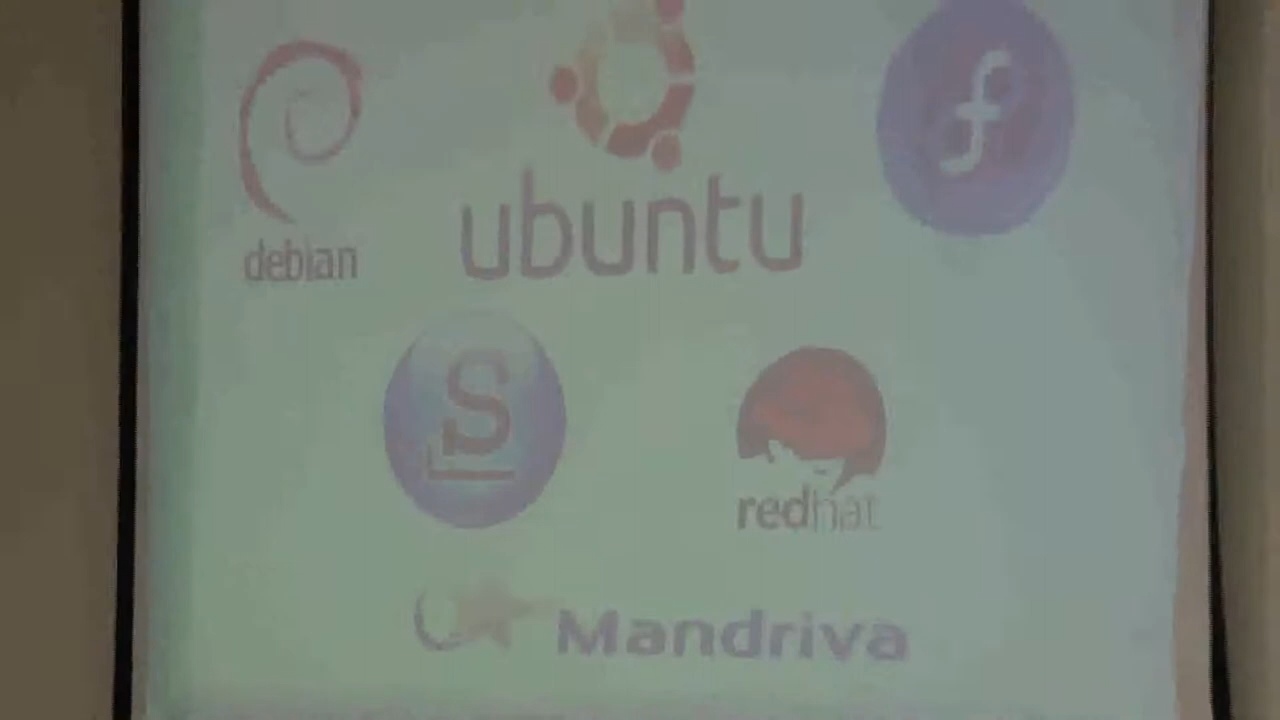 debian
ubuntu
f
S
redhat
Mandriva